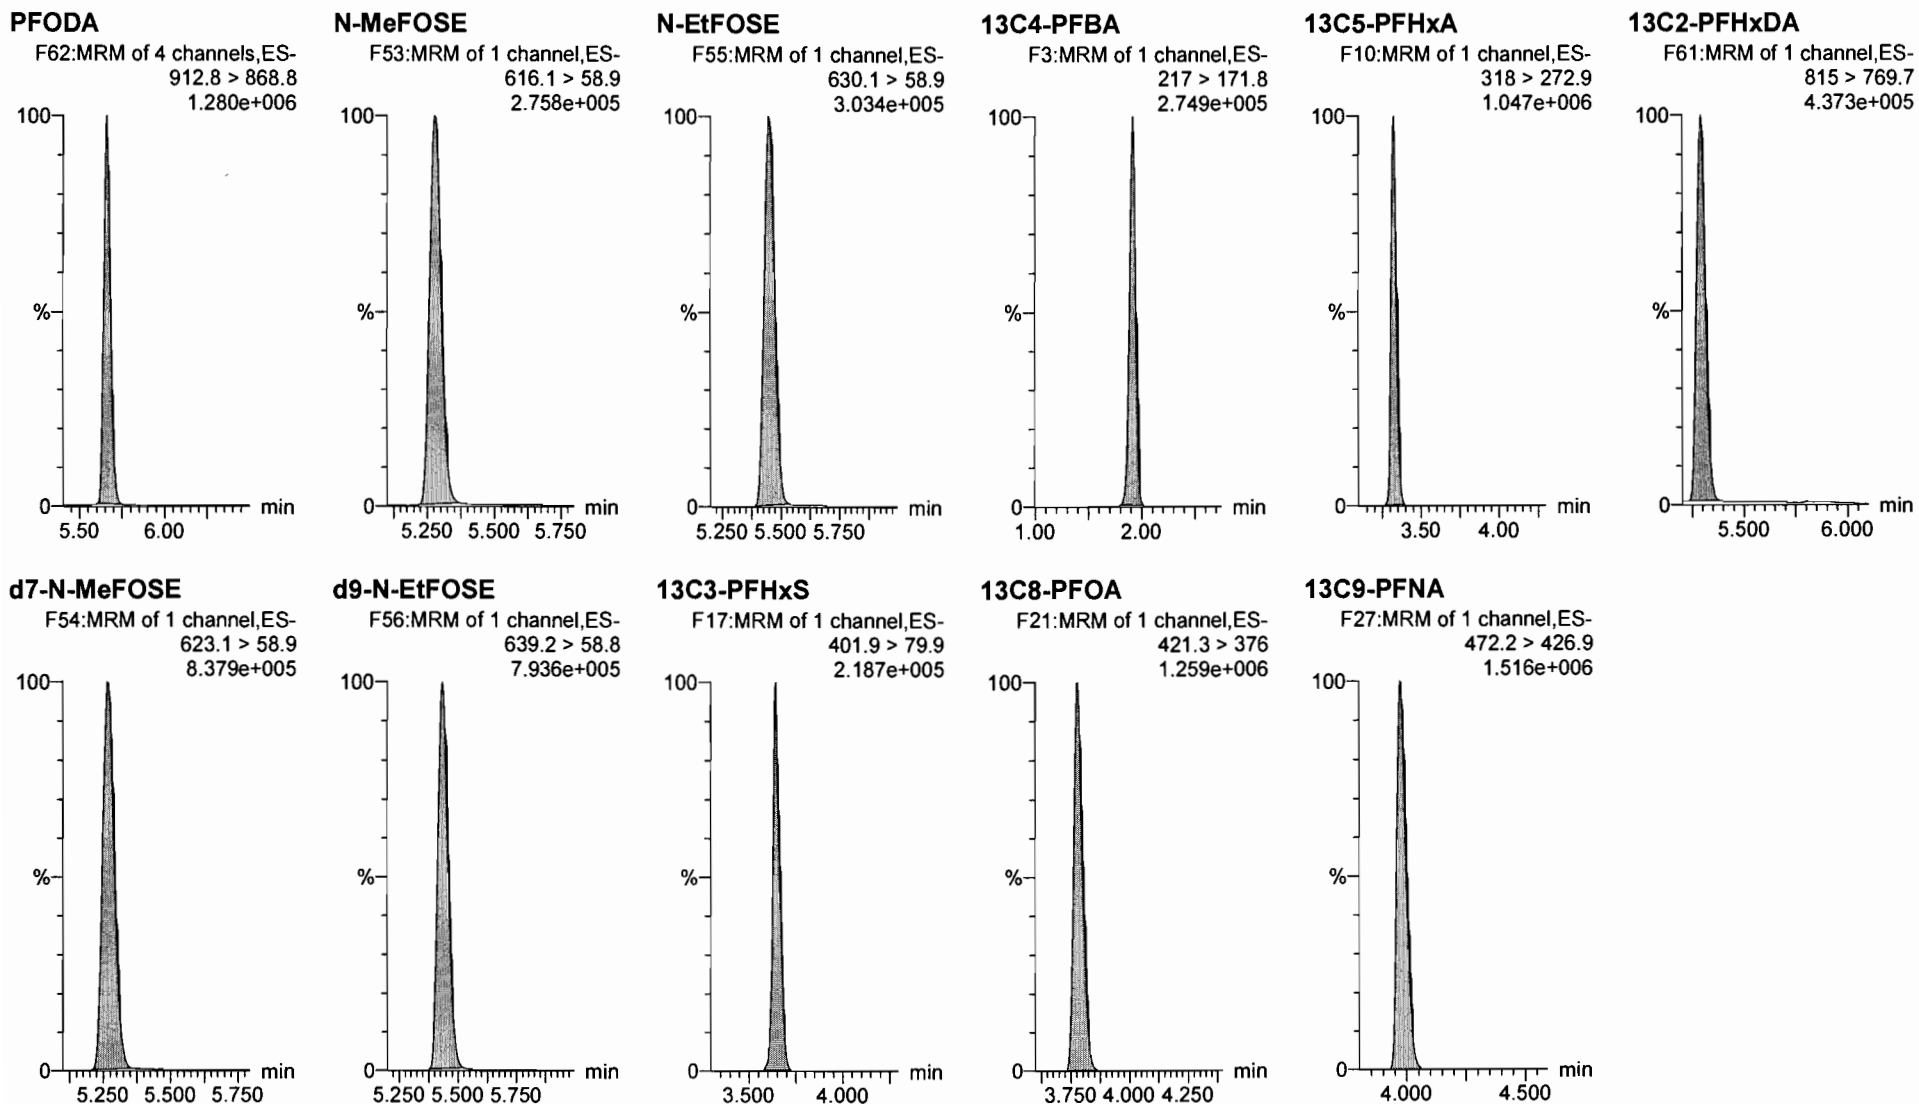 PFODA
F62:MRM of 4 channels,ES-
912.8 > 868.8
1.280e+006
100
%
0
min
5.50 6.00
N-MeFOSE
F53:MRM of 1 channel,ES-
616.1 > 58.9
2.758e+005
100
%
0
min
5.250 5.500 5.750
N-EtFOSE
F55:MRM of 1 channel,ES-
630.1 > 58.9
3.034e+005
100
%
0
min
5.250 5.500 5.750
13C4-PFBA
F3:MRM of 1 channel,ES-
217 > 171.8
2.749e+005
100
%
0
min
1.00 2.00
13C5-PFHxA
F10:MRM of 1 channel,ES-
318 > 272.9
1.047e+006
100
%
0
min
3.50 4.00
13C2-PFHxDA
F61:MRM of 1 channel,ES-
815 > 769.7
4.373e+005
100
%
0
min
5.500 6.000
d7-N-MeFOSE
F54:MRM of 1 channel,ES-
623.1 > 58.9
8.379e+005
100
%
0
min
5.250 5.500 5.750
d9-N-EtFOSE
F56:MRM of 1 channel,ES-
639.2 > 58.8
7.936e+005
100
%
0
min
5.250 5.500 5.750
13C3-PFHxS
F17:MRM of 1 channel,ES-
401.9 > 79.9
2.187e+005
100
%
0
min
3.500 4.000
13C8-PFOA
F21:MRM of 1 channel,ES-
421.3 > 376
1.259e+006
100
%
0
min
3.750 4.000 4.250
13C9-PFNA
F27:MRM of 1 channel,ES-
472.2 > 426.9
1.516e+006
100
%
0
min
4.000 4.500